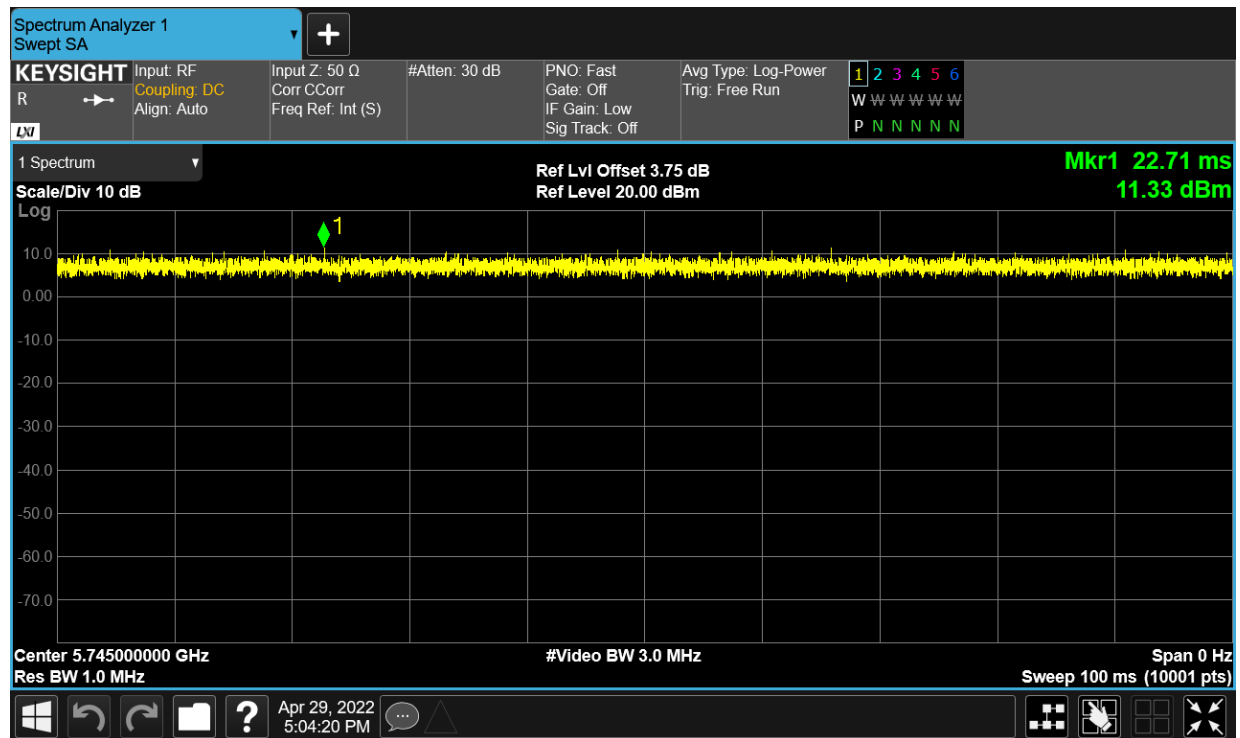 Spectrum Analyzer 1
Swept SA
KEYSIGHT
R
LXI
Input: RF
Coupling: DC
Align: Auto
Input Z: 50 Ω
Corr CCorr
Freq Ref: Int (S)
#Atten: 30 dB
PNO: Fast
Gate: Off
IF Gain: Low
Sig Track: Off
Avg Type: Log-Power
Trig: Free Run
1 2 3 4 5 6
W W W W W W
P N N N N N
1 Spectrum
Scale/Div 10 dB
Ref Lvl Offset 3.75 dB
Ref Level 20.00 dBm
Mkr1 22.71 ms
11.33 dBm
Log
1
10.0
0.00
-10.0
-20.0
-30.0
-40.0
-50.0
-60.0
-70.0
Center 5.745000000 GHz
#Video BW 3.0 MHz
Span 0 Hz
Res BW 1.0 MHz
Sweep 100 ms (10001 pts)
?
Apr 29, 2022
5:04:20 PM